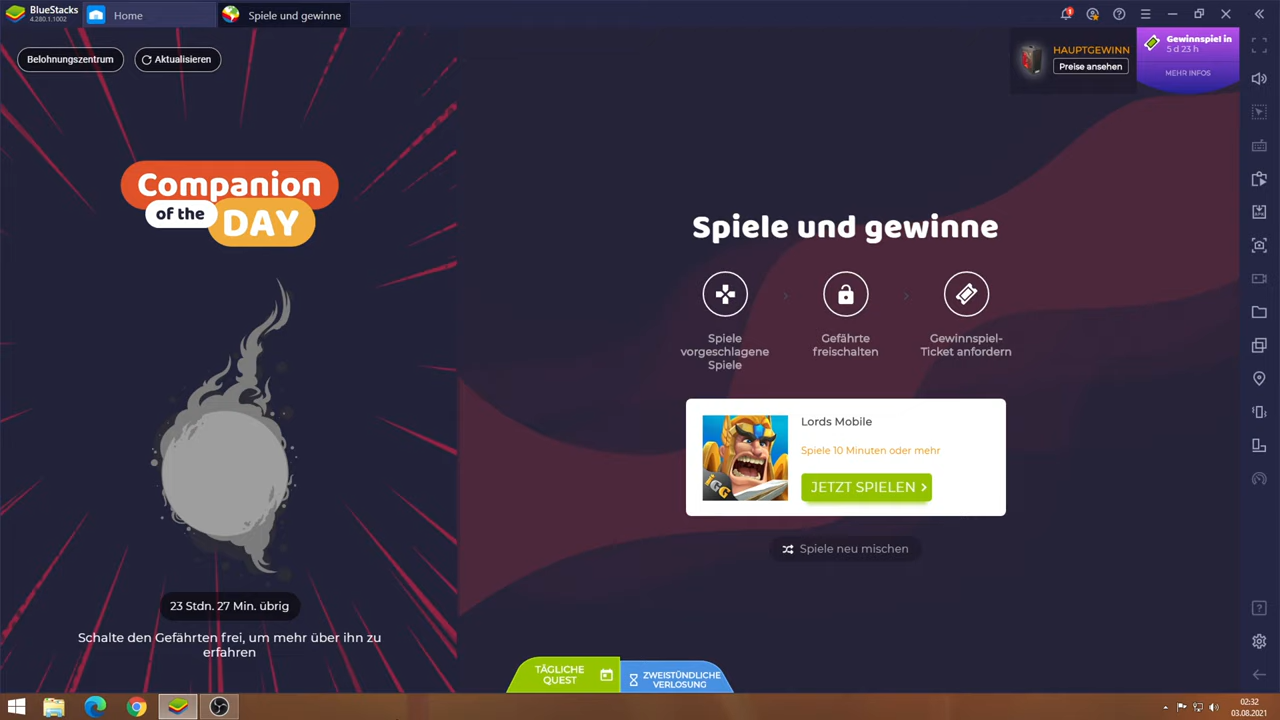 BlueStacks
4.280.1.1002
Home
Spiele und gewinne
Belohnungszentrum
Aktualisieren
HAUPTGEWINN
Preise ansehen
Gewinnspiel in
5 d 23 h
MEHR INFOS
Companion
of the
DAY
23 Stdn. 27 Min. übrig
Schalte den Gefährten frei, um mehr über ihn zu
erfahren
Spiele und gewinne
Spiele
vorgeschlagene
Spiele
Gefährte
freischalten
Gewinnspiel-
Ticket anfordern
IGG
Lords Mobile
Spiele 10 Minuten oder mehr
JETZT SPIELEN
Spiele neu mischen
TÄGLICHE
QUEST
ZWEISTÜNDLICHE
VERLOSUNG
02:32
03.08.2021